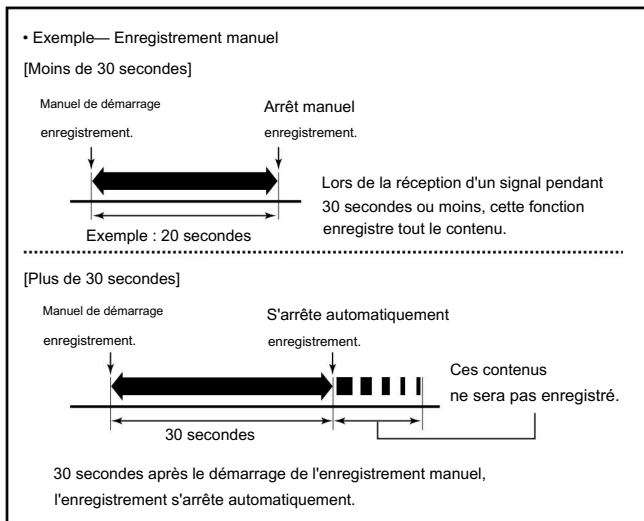 • Exemple— Enregistrement manuel
[Moins de 30 secondes]
Manuel de démarrage
enregistrement.
Arrêt manuel
enregistrement.
Lors de la réception d'un signal pendant
30 secondes ou moins, cette fonction
enregistre tout le contenu.
Exemple : 20 secondes
[Plus de 30 secondes]
Manuel de démarrage
enregistrement.
S'arrête automatiquement
enregistrement.
Ces contenus
ne sera pas enregistré.
30 secondes
30 secondes après le démarrage de l'enregistrement manuel,
l'enregistrement s'arrête automatiquement.